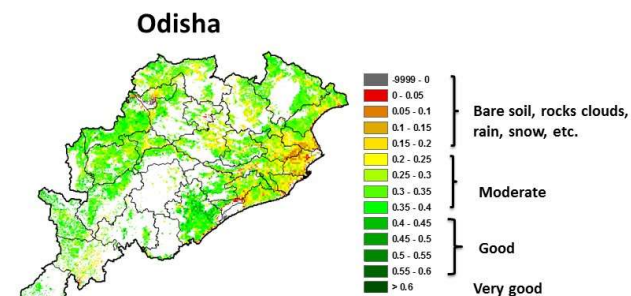 Odisha
-9999 - 0
0 - 0.05
0.05 - 0.1
0.1 - 0.15
0.15 - 0.2
0.2 - 0.25
0.25 - 0.3
0.3 - 0.35
0.35 - 0.4
0.4 - 0.45
0.45 - 0.5
0.5 - 0.55
0.55 - 0.6
> 0.6
Bare soil, rocks clouds,
rain, snow, etc.
Moderate
Good
Very good